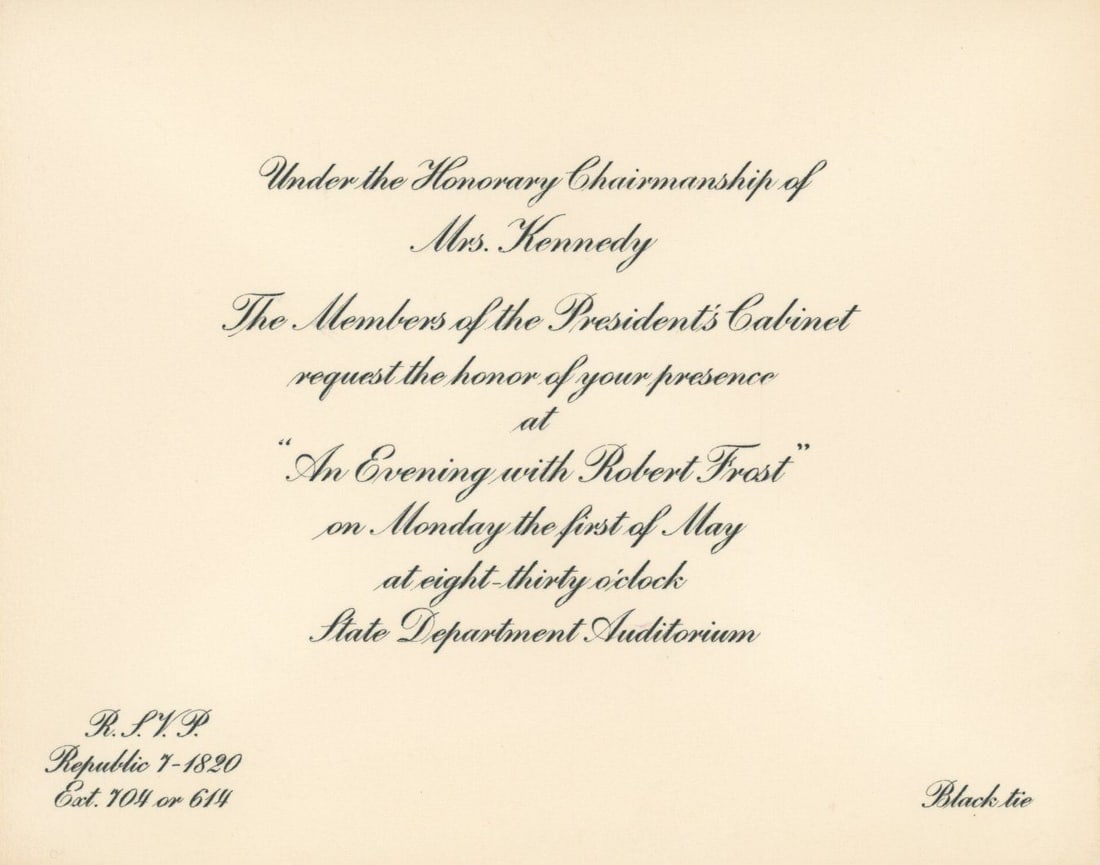 Under the Honorary Chairmanship of
Mrs. Kennedy
The Members of the President's Cabinet
request the honor of your presence
at
“An Evening with Robert Frost”
on Monday the first of May
at eight-thirty o'clock
State Department Auditorium
R.S.V.P.
Republic 7-1820
Ext. 704 or 614
Black tie